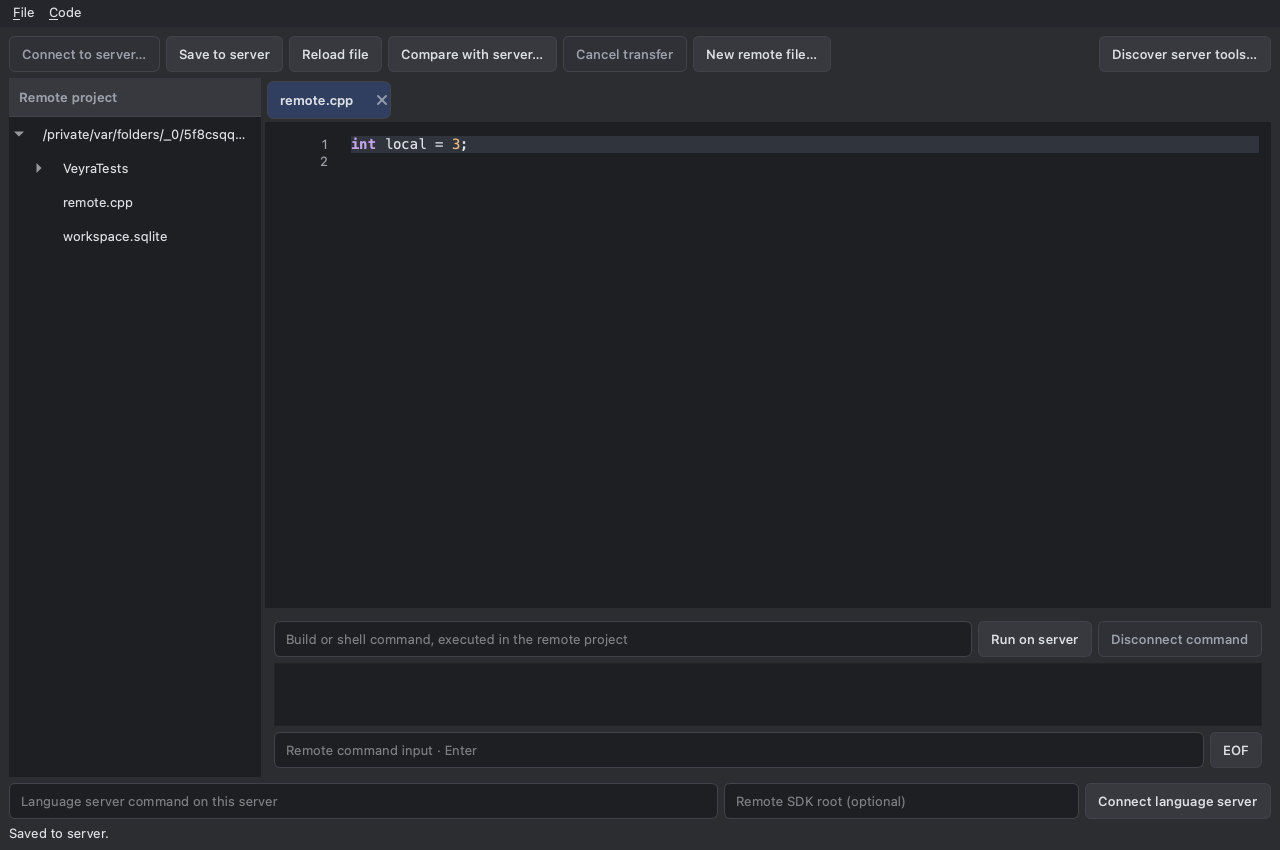 File Code
Connect to server... Save to server Reload file Compare with server... Cancel transfer New remote file... Discover server tools...
Remote project
remote.cpp
/private/var/folders/_0/5f8csqq...
VeyraTests
remote.cpp
workspace.sqlite
1 int local = 3;
2
Build or shell command, executed in the remote project Run on server Disconnect command
Remote command input · Enter EOF
Language server command on this server Remote SDK root (optional) Connect language server
Saved to server.